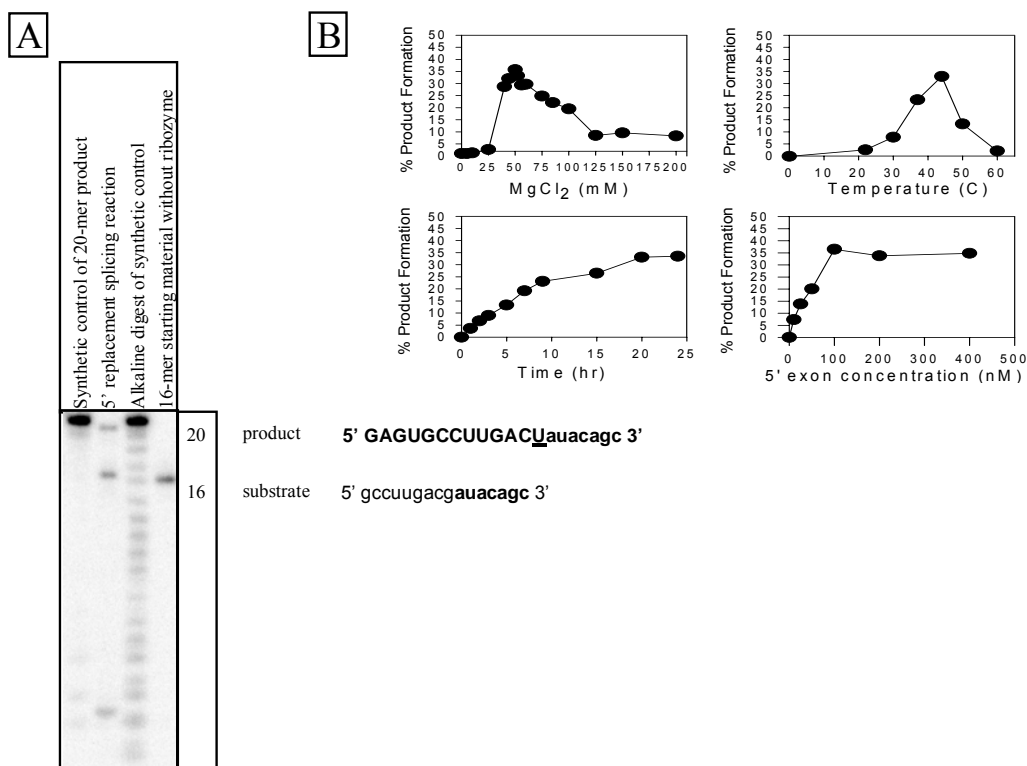 A
Synthetic control of 20-mer product
5' replacement splicing reaction
Alkaline digest of synthetic control
16-mer starting material without ribozyme
20
16
product
5' GAGUGCCUUGACUauacagc 3'
substrate
5' gccuugacgauacagc 3'
B
% Product Formation
50
45
40
35
30
25
20
15
10
5
0
0 25 50 75 100 125 150 175 200
MgCl2 (mM)
% Product Formation
50
45
40
35
30
25
20
15
10
5
0
0 10 20 30 40 50 60
Temperature (C)
% Product Formation
50
45
40
35
30
25
20
15
10
5
0
0 5 10 15 20 25
Time (hr)
% Product Formation
50
45
40
35
30
25
20
15
10
5
0
0 100 200 300 400 500
5' exon concentration (nM)